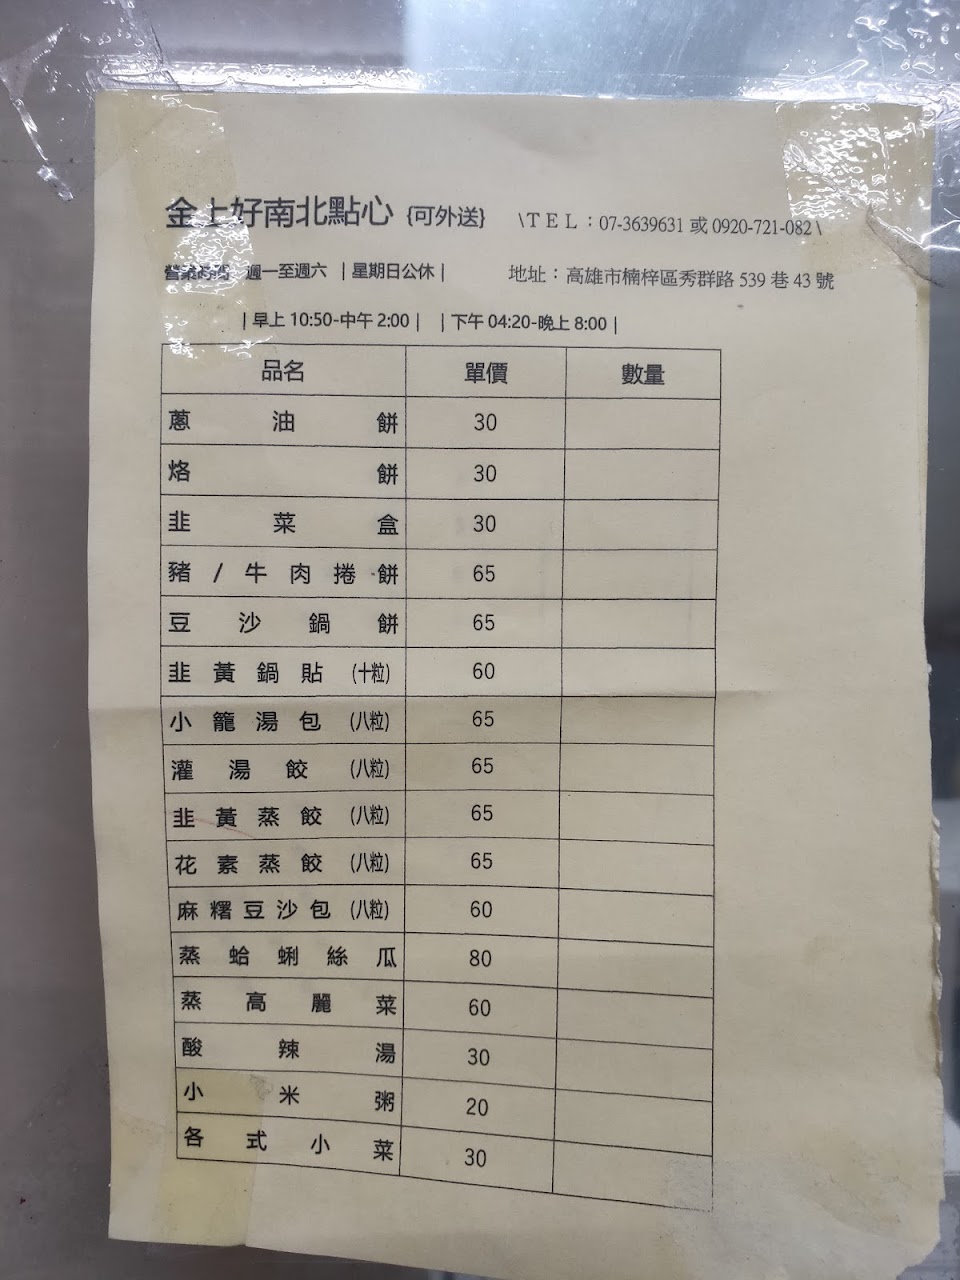 金上好南北點心 {可外送} \TEL：07-3639631 或 0920-721-082\
營業時間 週一至週六 |星期日公休| 地址：高雄市楠梓區秀群路 539 巷 43 號
|早上 10:50-中午 2:00| |下午 04:20-晚上 8:00|
品名 單價 數量
蔥油餅 30
烙餅 30
韭菜盒 30
豬/牛肉捲餅 65
豆沙鍋餅 65
韭黃鍋貼(十粒) 60
小籠湯包(八粒) 65
灌湯餃(八粒) 65
韭黃蒸餃(八粒) 65
花素蒸餃(八粒) 65
麻糬豆沙包(八粒) 60
蒸蛤蜊絲瓜 80
蒸高麗菜 60
酸辣湯 30
小米粥 20
各式小菜 30